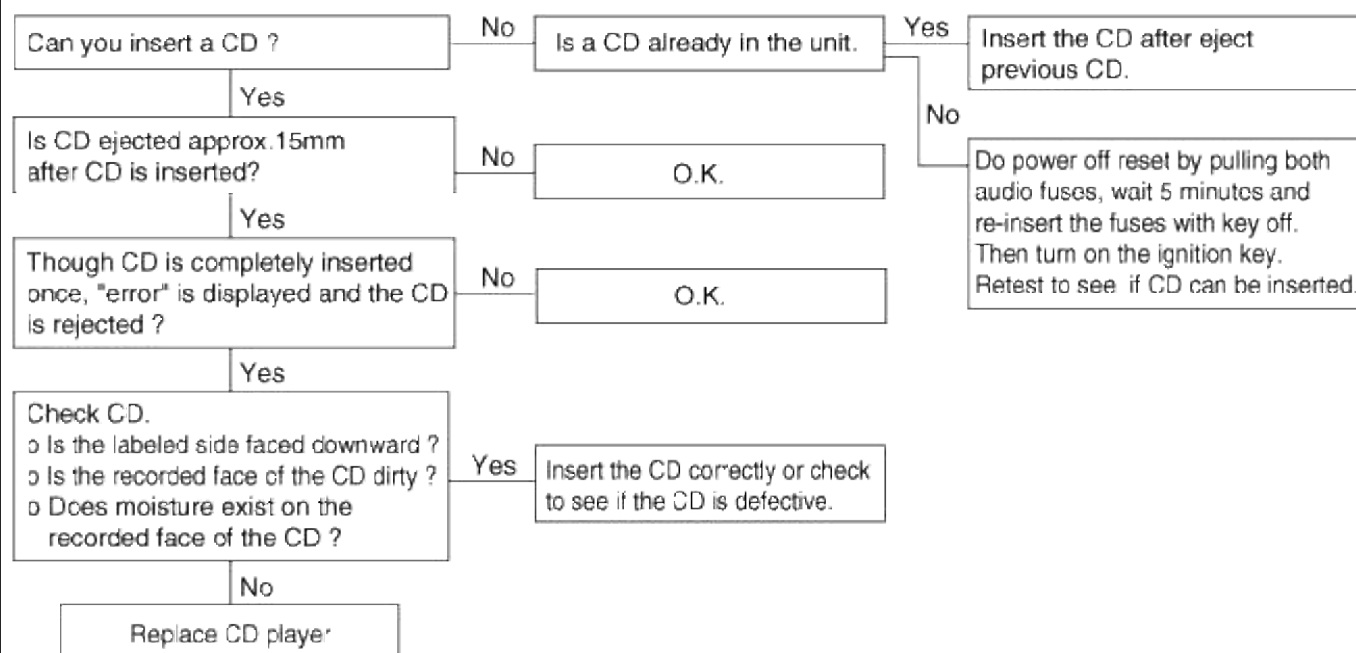 Can you insert a CD ?
No
Is a CD already in the unit.
Yes
Insert the CD after eject
previous CD.
Yes
No
Is CD ejected approx.15mm
after CD is inserted?
No
O.K.
Do power off reset by pulling both
audio fuses, wait 5 minutes and
re-insert the fuses with key off.
Then turn on the ignition key.
Retest to see if CD can be inserted.
Yes
Though CD is completely inserted
once, "error" is displayed and the CD
is rejected ?
No
O.K.
Yes
Check CD.
o Is the labeled side faced downward ?
o Is the recorded face of the CD dirty ?
o Does moisture exist on the
recorded face of the CD ?
Yes
Insert the CD correctly or check
to see if the CD is defective.
No
Replace CD player